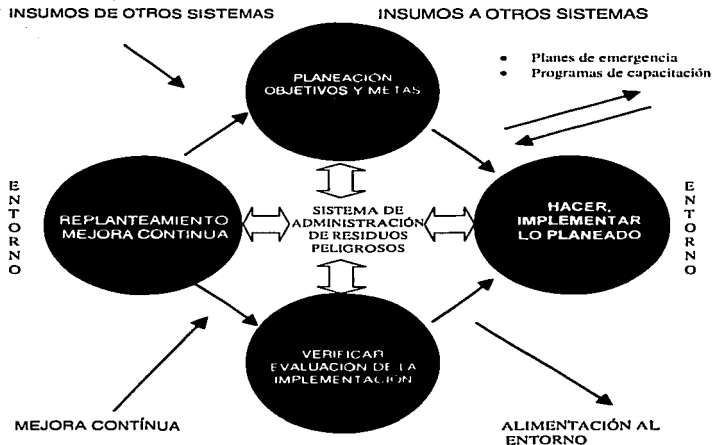 INSUMOS DE OTROS SISTEMAS
INSUMOS A OTROS SISTEMAS
• Planes de emergencia
• Programas de capacitación
PLANEACIÓN
OBJETIVOS Y METAS
ENTORNO
REPLANTEAMIENTO
MEJORA CONTINUA
SISTEMA DE
ADMINISTRACIÓN
DE RESIDUOS
PELIGROSOS
HACER,
IMPLEMENTAR
LO PLANEADO
ENTORNO
VERIFICAR
EVALUACIÓN DE LA
IMPLEMENTACIÓN
MEJORA CONTÍNUA
ALIMENTACIÓN AL
ENTORNO